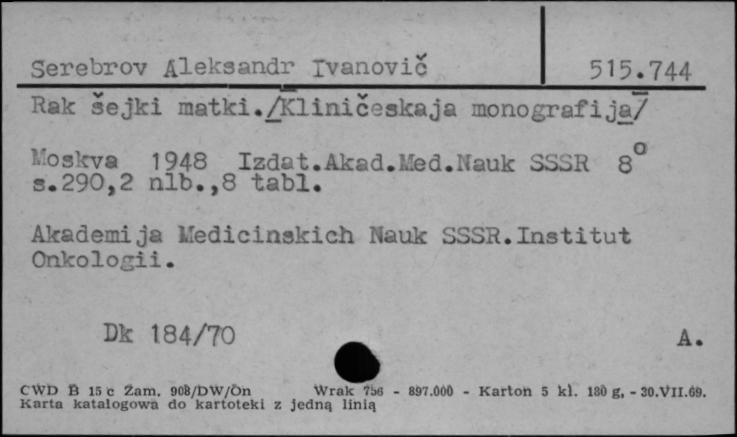 Serebrov Aleksandr Ivanovič 515.744
Rak šejki matki. [Kliničeskaja monografija]
Moskva 1948 Izdat.Akad.Med.Nauk SSSR 8°
s.290,2 nlb.,8 tabl.
Akademija Medicinskich Nauk SSSR.Institut
Onkologii.
Dk 184/70 A.
CWD B 15 c Zam. 908/DW/On Wrak 756 - 897.000 - Karton 5 kl. 180 g, - 30.VII.69.
Karta katalogowa do kartoteki z jedną linią